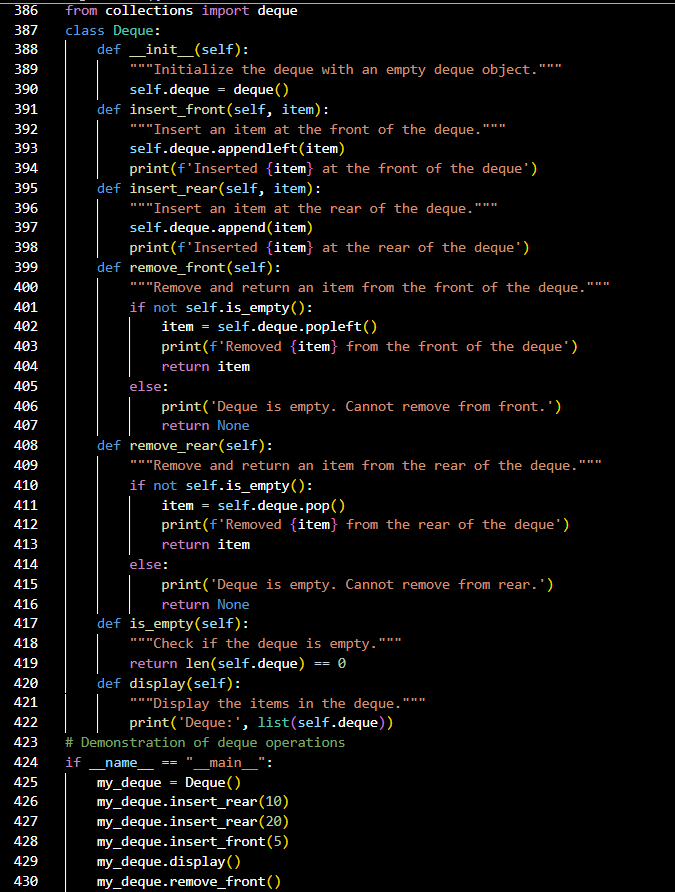 386 from collections import deque
387 class Deque:
388     def __init__(self):
389         """Initialize the deque with an empty deque object."""
390         self.deque = deque()
391     def insert_front(self, item):
392         """Insert an item at the front of the deque."""
393         self.deque.appendleft(item)
394         print(f'Inserted {item} at the front of the deque')
395     def insert_rear(self, item):
396         """Insert an item at the rear of the deque."""
397         self.deque.append(item)
398         print(f'Inserted {item} at the rear of the deque')
399     def remove_front(self):
400         """Remove and return an item from the front of the deque."""
401         if not self.is_empty():
402             item = self.deque.popleft()
403             print(f'Removed {item} from the front of the deque')
404             return item
405         else:
406             print('Deque is empty. Cannot remove from front.')
407             return None
408     def remove_rear(self):
409         """Remove and return an item from the rear of the deque."""
410         if not self.is_empty():
411             item = self.deque.pop()
412             print(f'Removed {item} from the rear of the deque')
413             return item
414         else:
415             print('Deque is empty. Cannot remove from rear.')
416             return None
417     def is_empty(self):
418         """Check if the deque is empty."""
419         return len(self.deque) == 0
420     def display(self):
421         """Display the items in the deque."""
422         print('Deque:', list(self.deque))
423 # Demonstration of deque operations
424 if __name__ == "__main__":
425     my_deque = Deque()
426     my_deque.insert_rear(10)
427     my_deque.insert_rear(20)
428     my_deque.insert_front(5)
429     my_deque.display()
430     my_deque.remove_front()